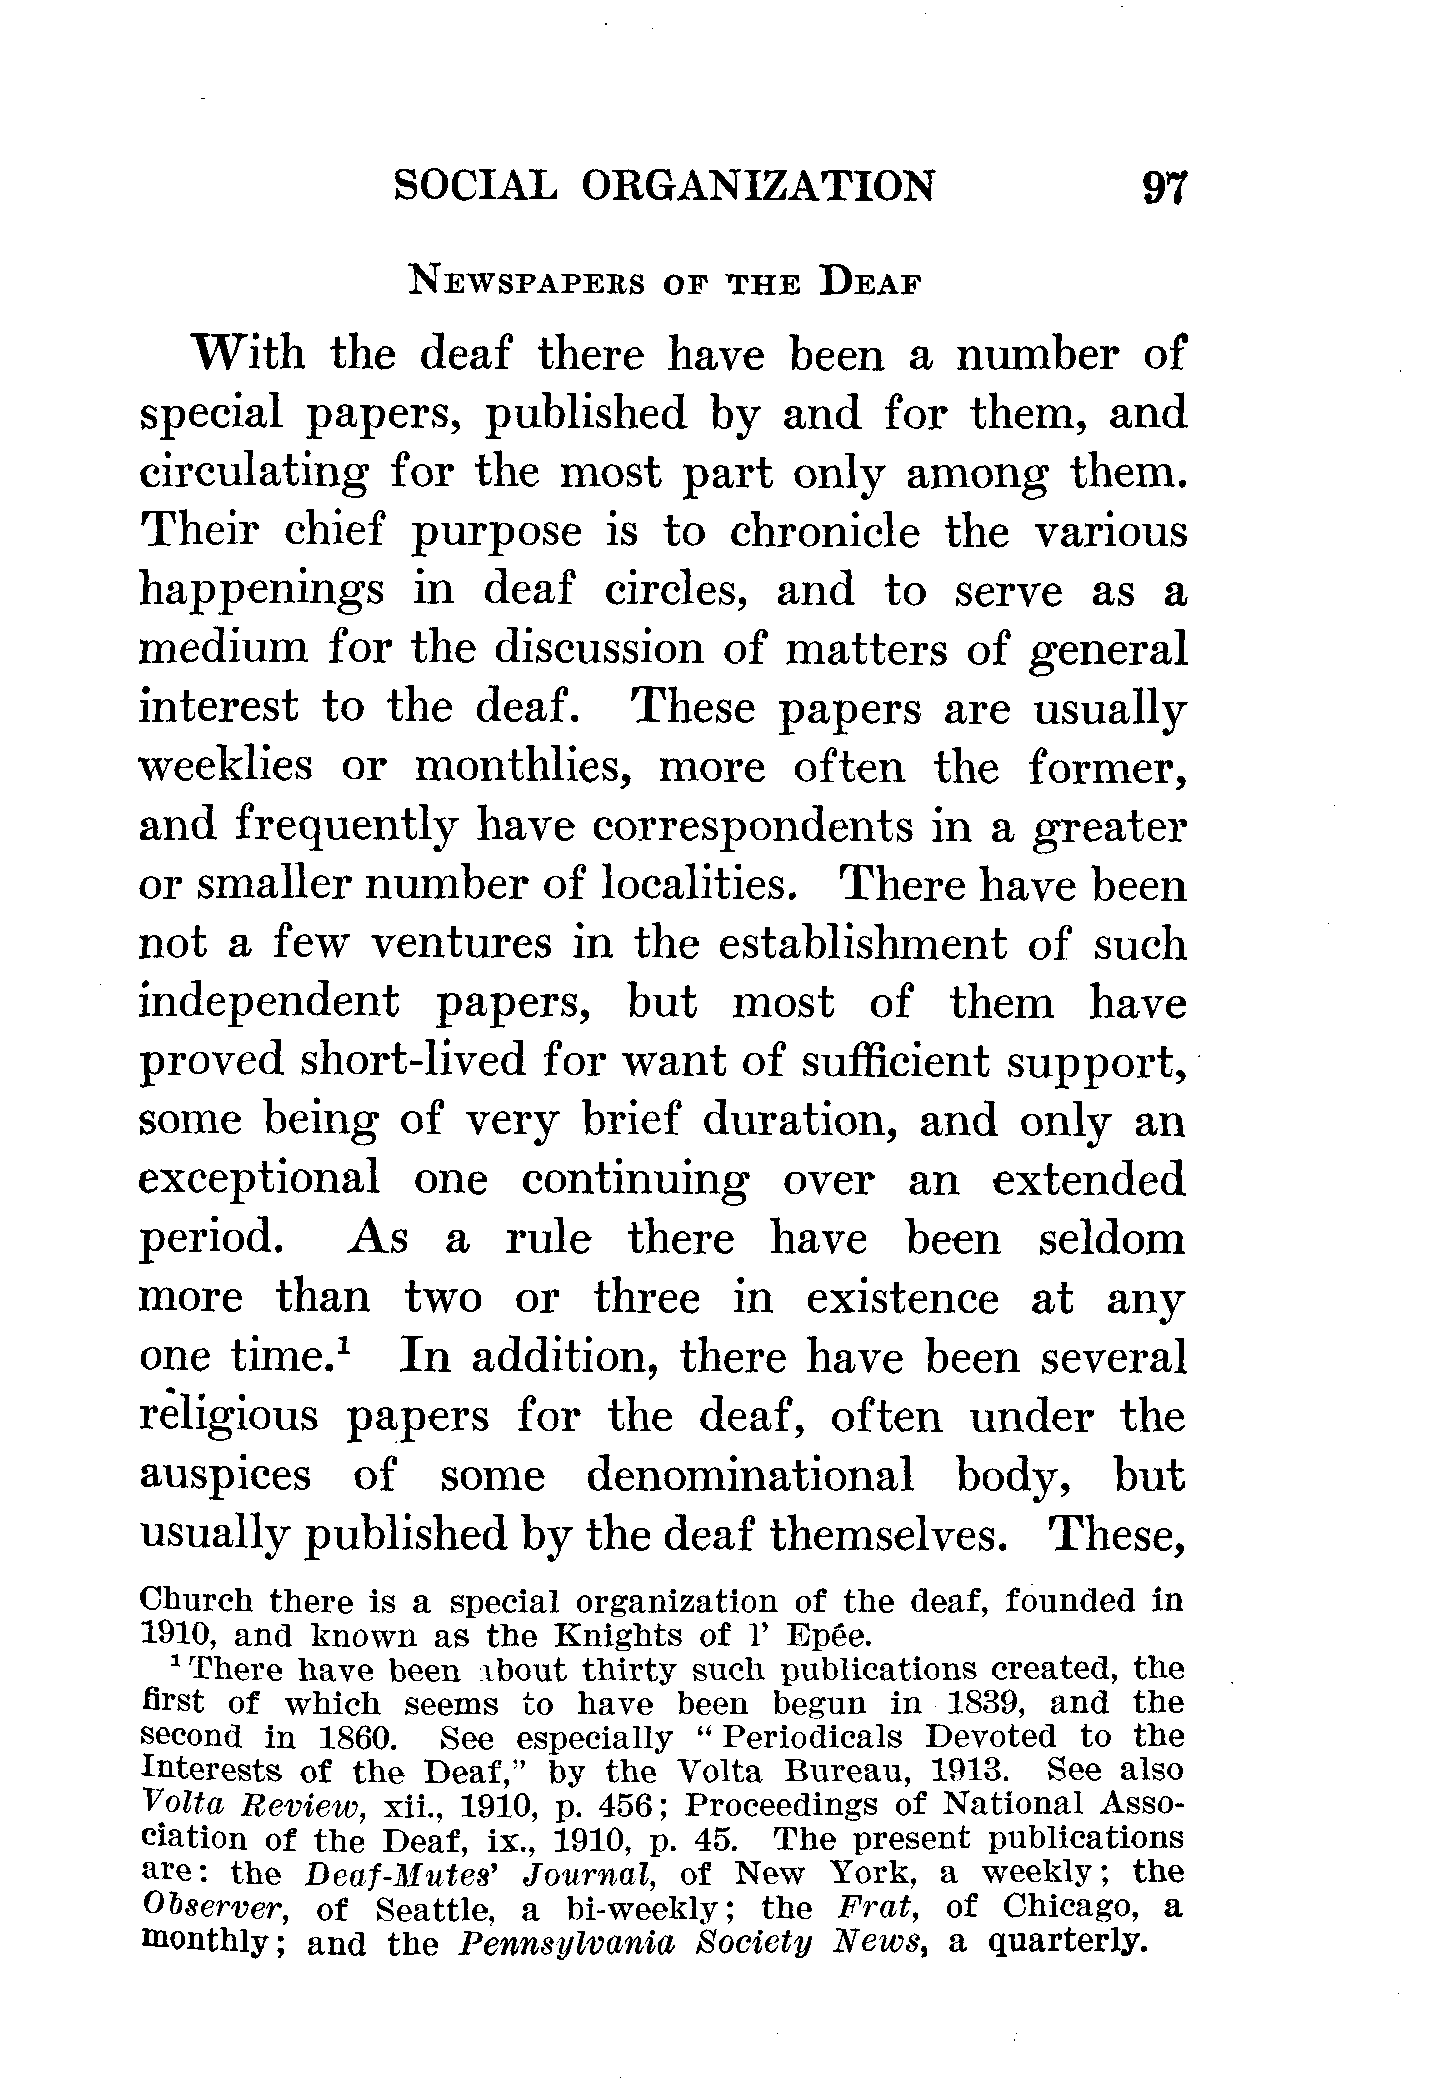 SOCIAL ORGANIZATION 97
NEWSPAPERS OF THE DEAF
With the deaf there have been a number of
special papers, published by and for them, and
circulating for the most part only among them.
Their chief purpose is to chronicle the various
happenings in deaf circles, and to serve as a
medium for the discussion of matters of general
interest to the deaf. These papers are usually
weeklies or monthlies, more often the former,
and frequently have correspondents in a greater
or smaller number of localities. There have been
not a few ventures in the establishment of such
independent papers, but most of them have
proved short-lived for want of sufficient support,
some being of very brief duration, and only an
exceptional one continuing over an extended
period. As a rule there have been seldom
more than two or three in existence at any
one time.¹ In addition, there have been several
religious papers for the deaf, often under the
auspices of some denominational body, but
usually published by the deaf themselves. These,
Church there is a special organization of the deaf, founded in
1910, and known as the Knights of l' Epée.
¹ There have been about thirty such publications created, the
first of which seems to have been begun in 1839, and the
second in 1860. See especially “Periodicals Devoted to the
Interests of the Deaf,” by the Volta Bureau, 1913. See also
Volta Review, xii., 1910, p. 456; Proceedings of National Asso-
ciation of the Deaf, ix., 1910, p. 45. The present publications
are: the Deaf-Mutes' Journal, of New York, a weekly; the
Observer, of Seattle, a bi-weekly; the Frat, of Chicago, a
monthly; and the Pennsylvania Society News, a quarterly.